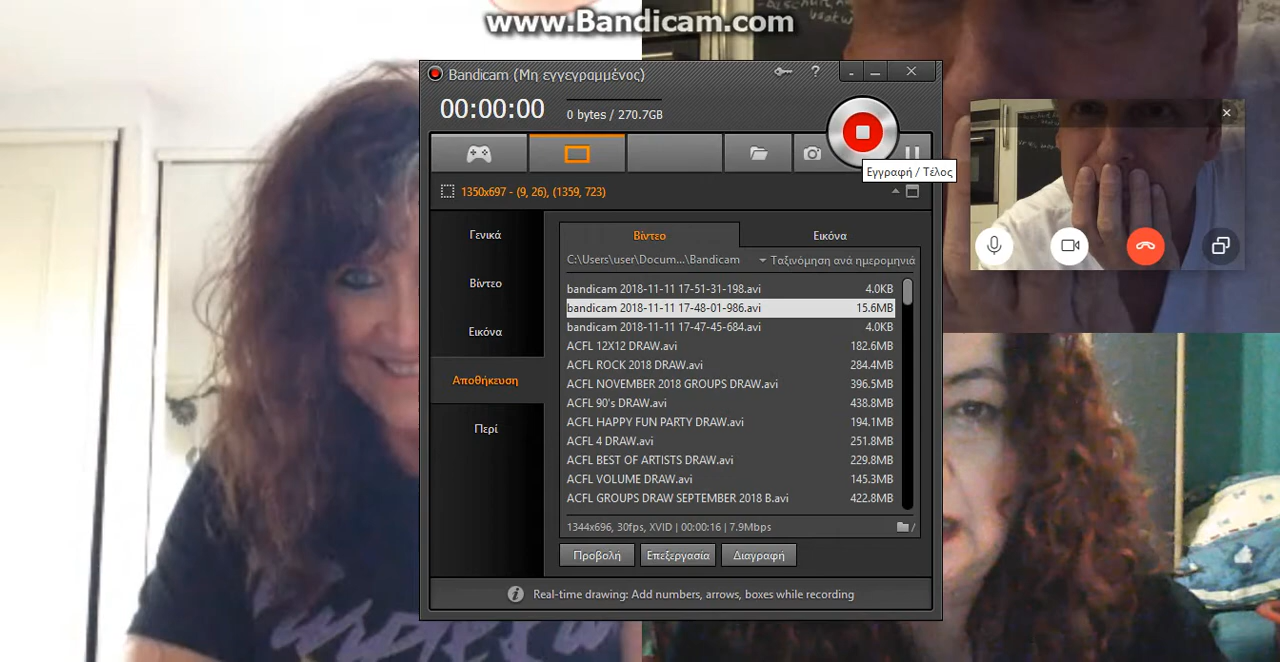 www.Bandicam.com
Bandicam (Μη εγγεγραμμένος)
?
00:00:00
0 bytes / 270.7GB
Εγγραφή / Τέλος
1350x697 - (9, 26), (1359, 723)
Γενικά
Βίντεο
Εικόνα
Αποθήκευση
Περί
Βίντεο
Εικόνα
C:\Users\user\Docum...\Bandicam
Ταξινόμηση ανά ημερομηνιά
bandicam 2018-11-11 17-51-31-198.avi 4.0KB
bandicam 2018-11-11 17-48-01-986.avi 15.6MB
bandicam 2018-11-11 17-47-45-684.avi 4.0KB
ACFL 12X12 DRAW.avi 182.6MB
ACFL ROCK 2018 DRAW.avi 284.4MB
ACFL NOVEMBER 2018 GROUPS DRAW.avi 396.5MB
ACFL 90's DRAW.avi 438.8MB
ACFL HAPPY FUN PARTY DRAW.avi 194.1MB
ACFL 4 DRAW.avi 251.8MB
ACFL BEST OF ARTISTS DRAW.avi 229.8MB
ACFL VOLUME DRAW.avi 145.3MB
ACFL GROUPS DRAW SEPTEMBER 2018 B.avi 422.8MB
1344x696, 30fps, XVID | 00:00:16 | 7.9Mbps
Προβολή
Επεξεργασία
Διαγραφή
Real-time drawing: Add numbers, arrows, boxes while recording